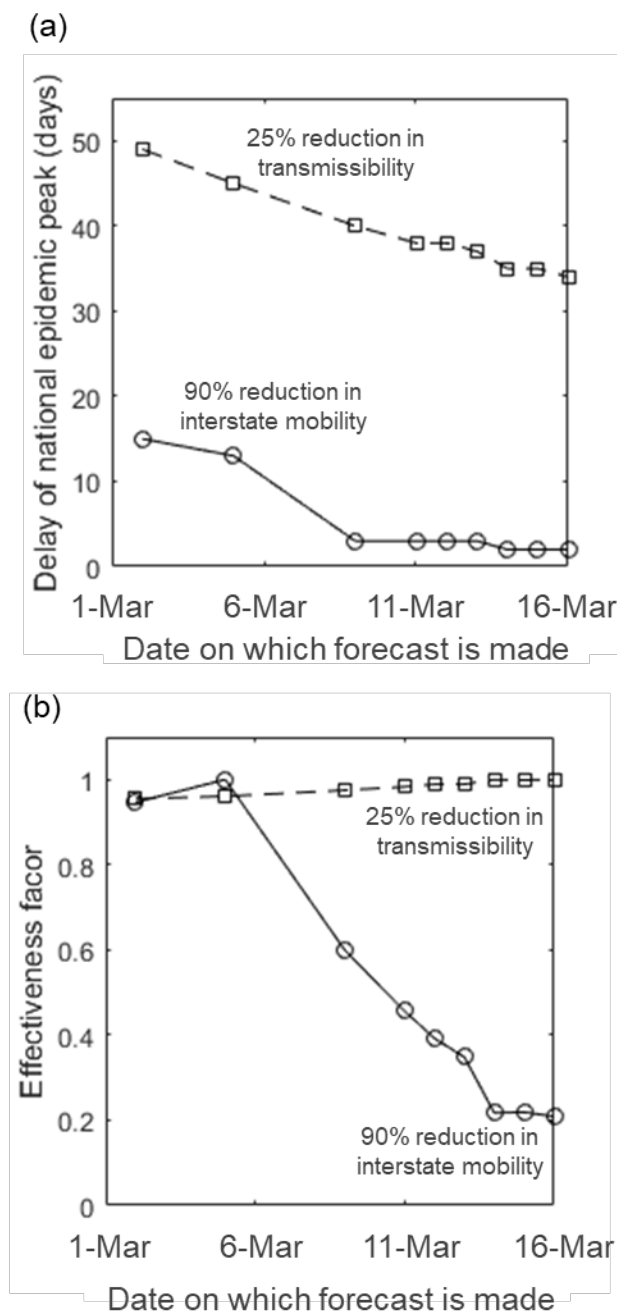 (a)
Delay of national epidemic peak (days)
50
40
30
20
10
0
25% reduction in
transmissibility
90% reduction in
interstate mobility
1-Mar 6-Mar 11-Mar 16-Mar
Date on which forecast is made
(b)
Effectiveness facor
1
0.8
0.6
0.4
0.2
0
25% reduction in
transmissibility
90% reduction in
interstate mobility
1-Mar 6-Mar 11-Mar 16-Mar
Date on which forecast is made